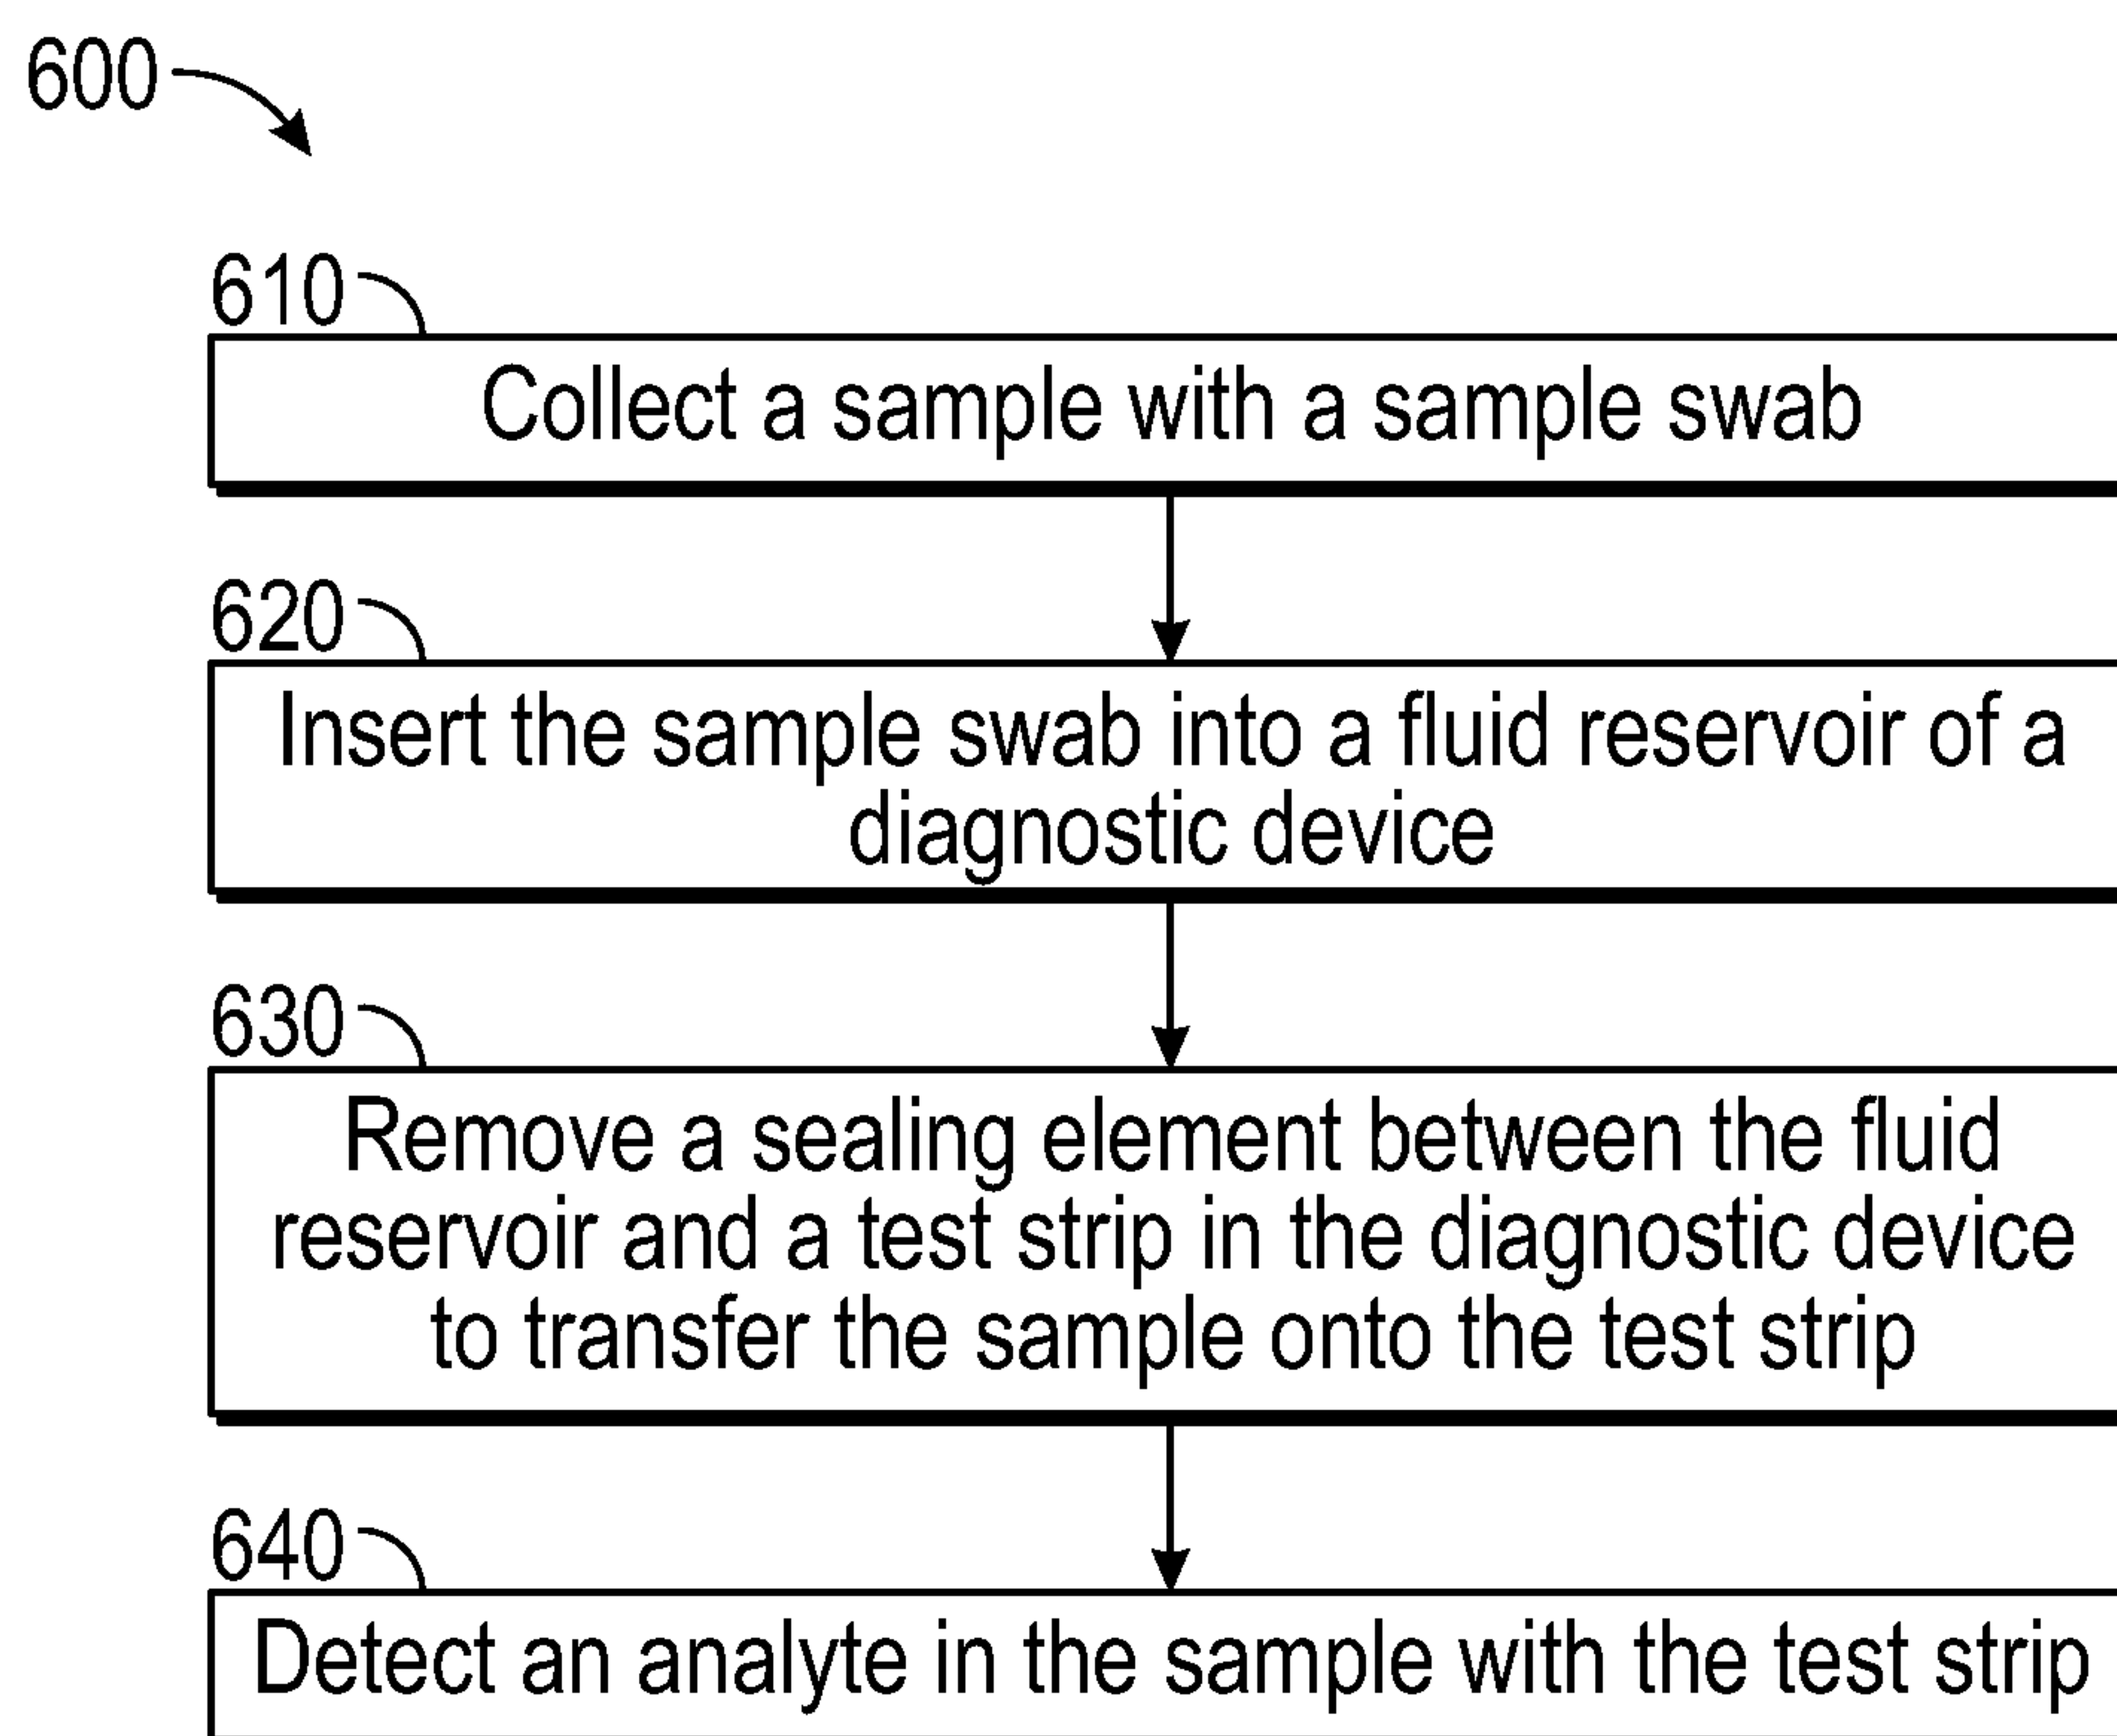 600
610
Collect a sample with a sample swab
620
Insert the sample swab into a fluid reservoir of a
diagnostic device
630
Remove a sealing element between the fluid
reservoir and a test strip in the diagnostic device
to transfer the sample onto the test strip
640
Detect an analyte in the sample with the test strip